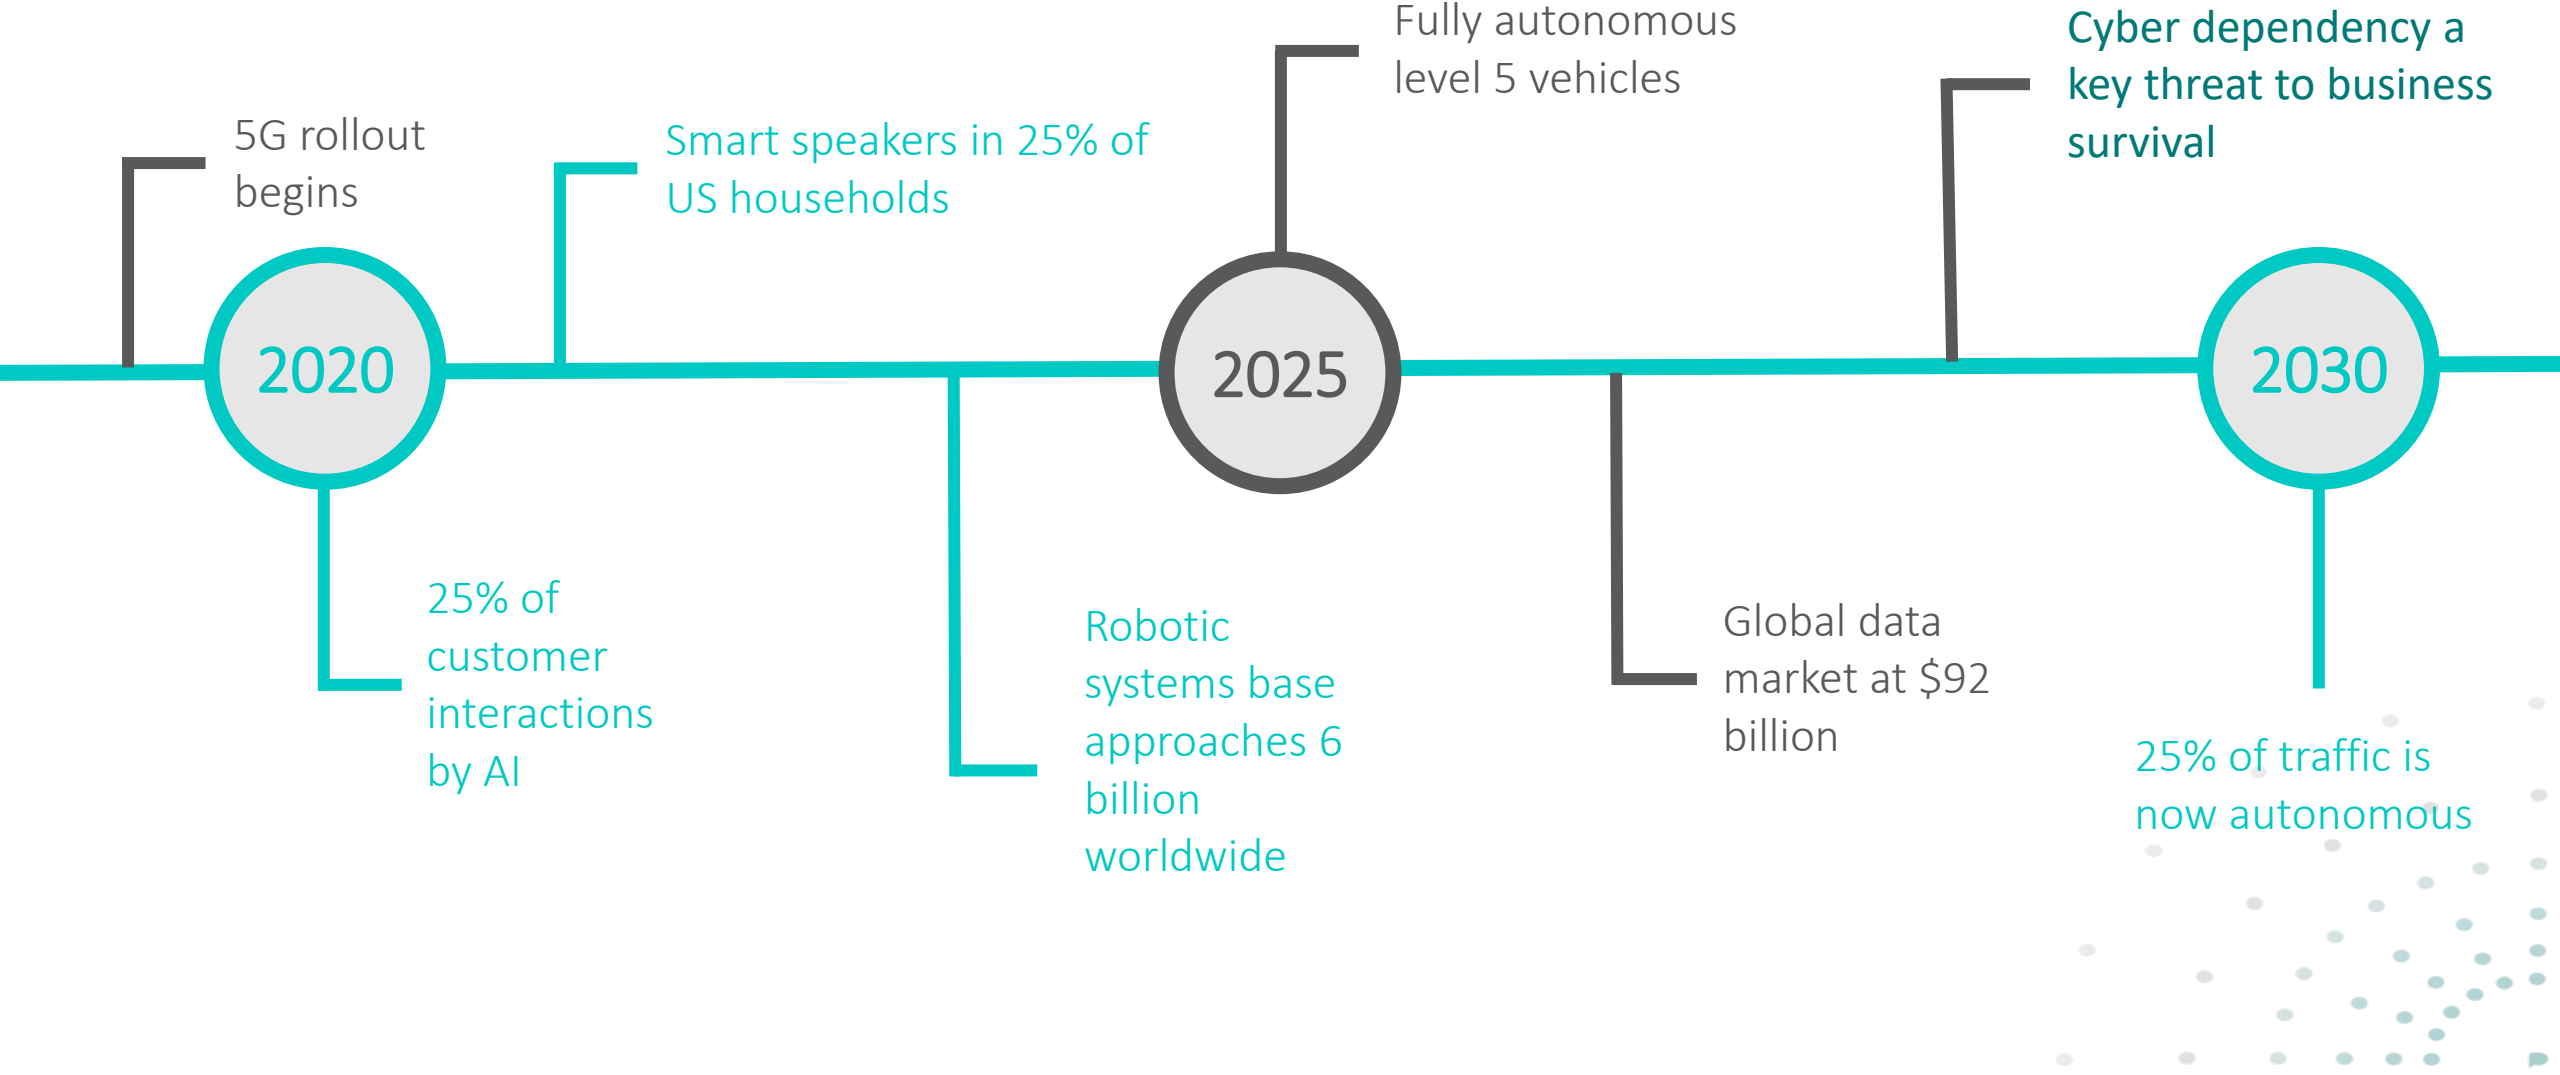 5G rollout
begins
2020
25% of
customer
interactions
by AI
Smart speakers in 25% of
US households
Robotic
systems base
approaches 6
billion
worldwide
Fully autonomous
level 5 vehicles
2025
Global data
market at $92
billion
Cyber dependency a
key threat to business
survival
2030
25% of traffic is
now autonomous